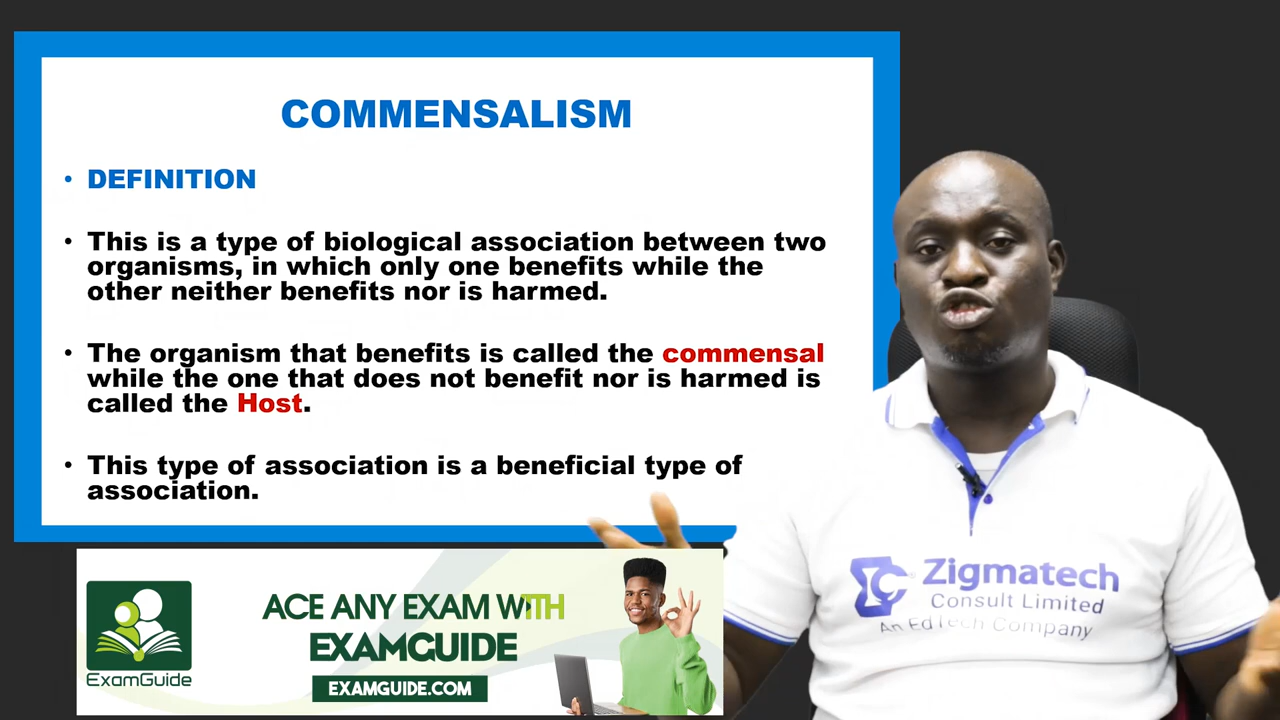 COMMENSALISM
• DEFINITION
• This is a type of biological association between two
organisms, in which only one benefits while the
other neither benefits nor is harmed.
• The organism that benefits is called the commensal
while the one that does not benefit nor is harmed is
called the Host.
• This type of association is a beneficial type of
association.
Zigmatech
Consult Limited
An EdTech Company
ExamGuide
ACE ANY EXAM WITH
EXAMGUIDE
EXAMGUIDE.COM